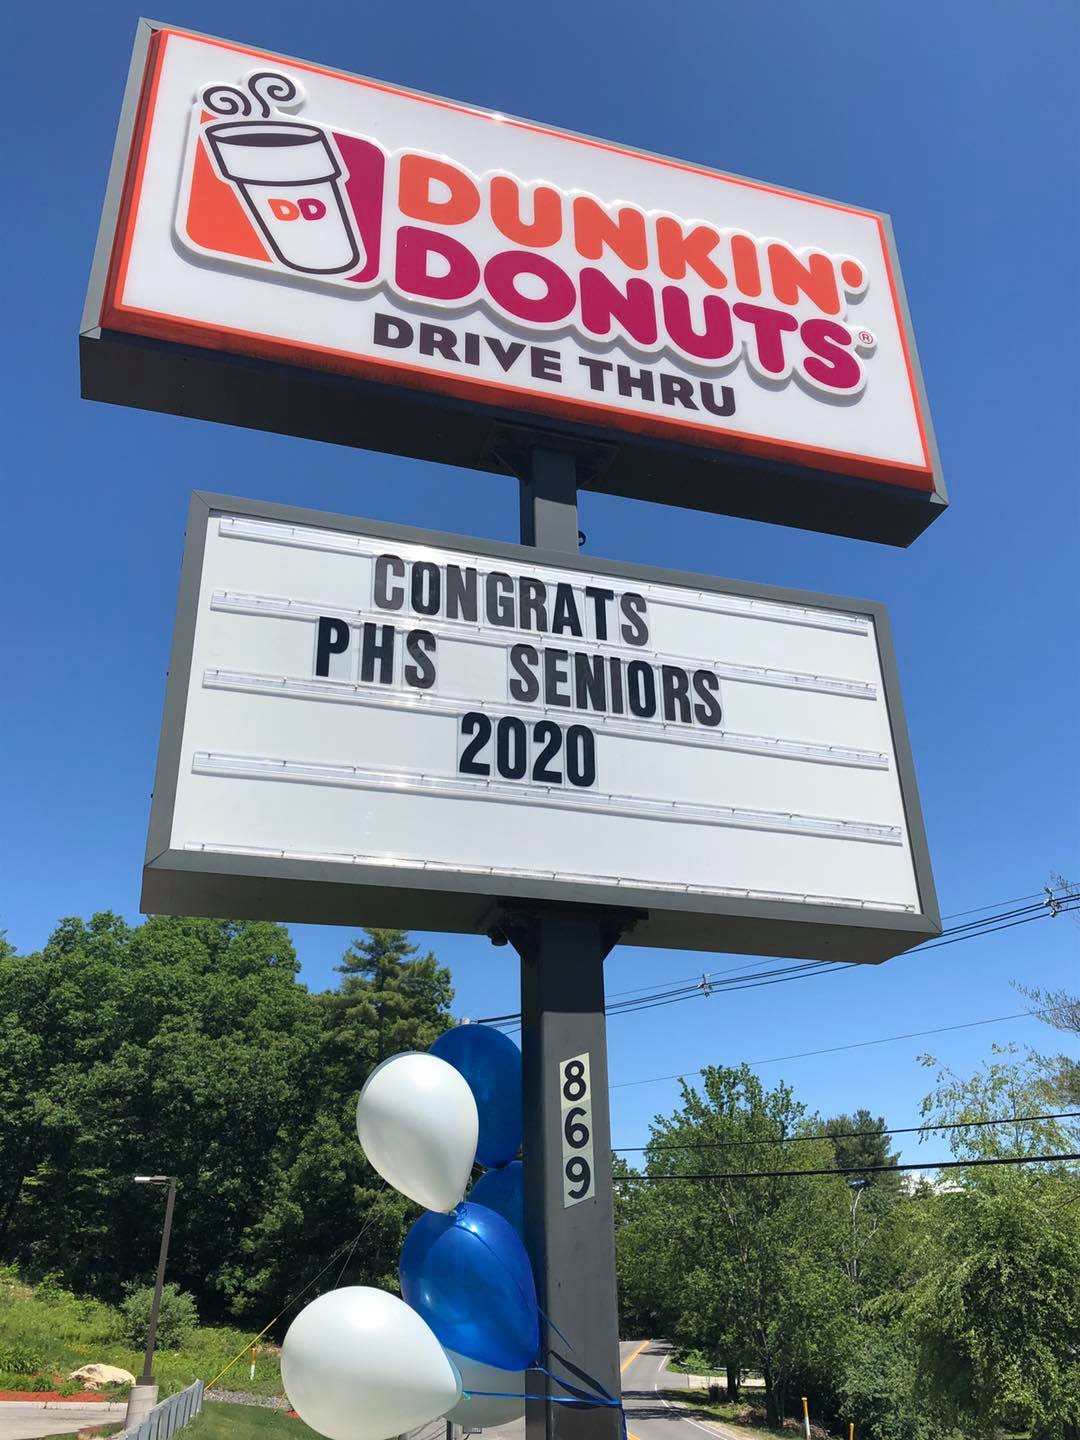 DD
DUNKIN'
DONUTS®
DRIVE THRU
CONGRATS
PHS SENIORS
2020
869